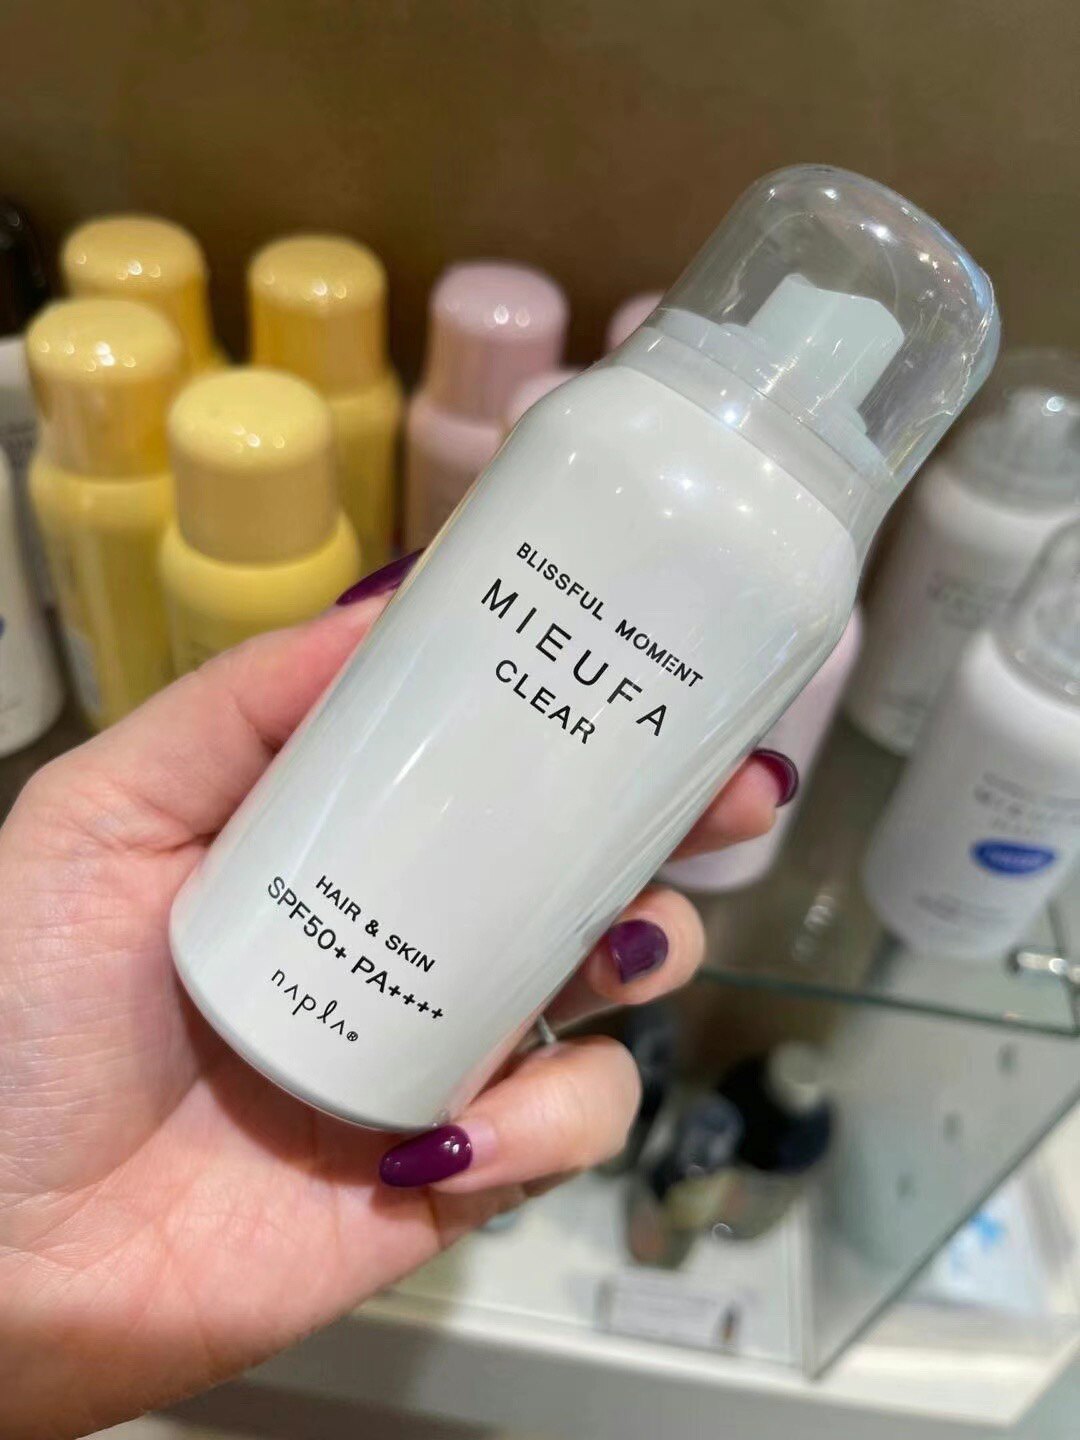 BLISSFUL MOMENT
MIEUFA
CLEAR
HAIR & SKIN
SPF50+ PA++++
napla®